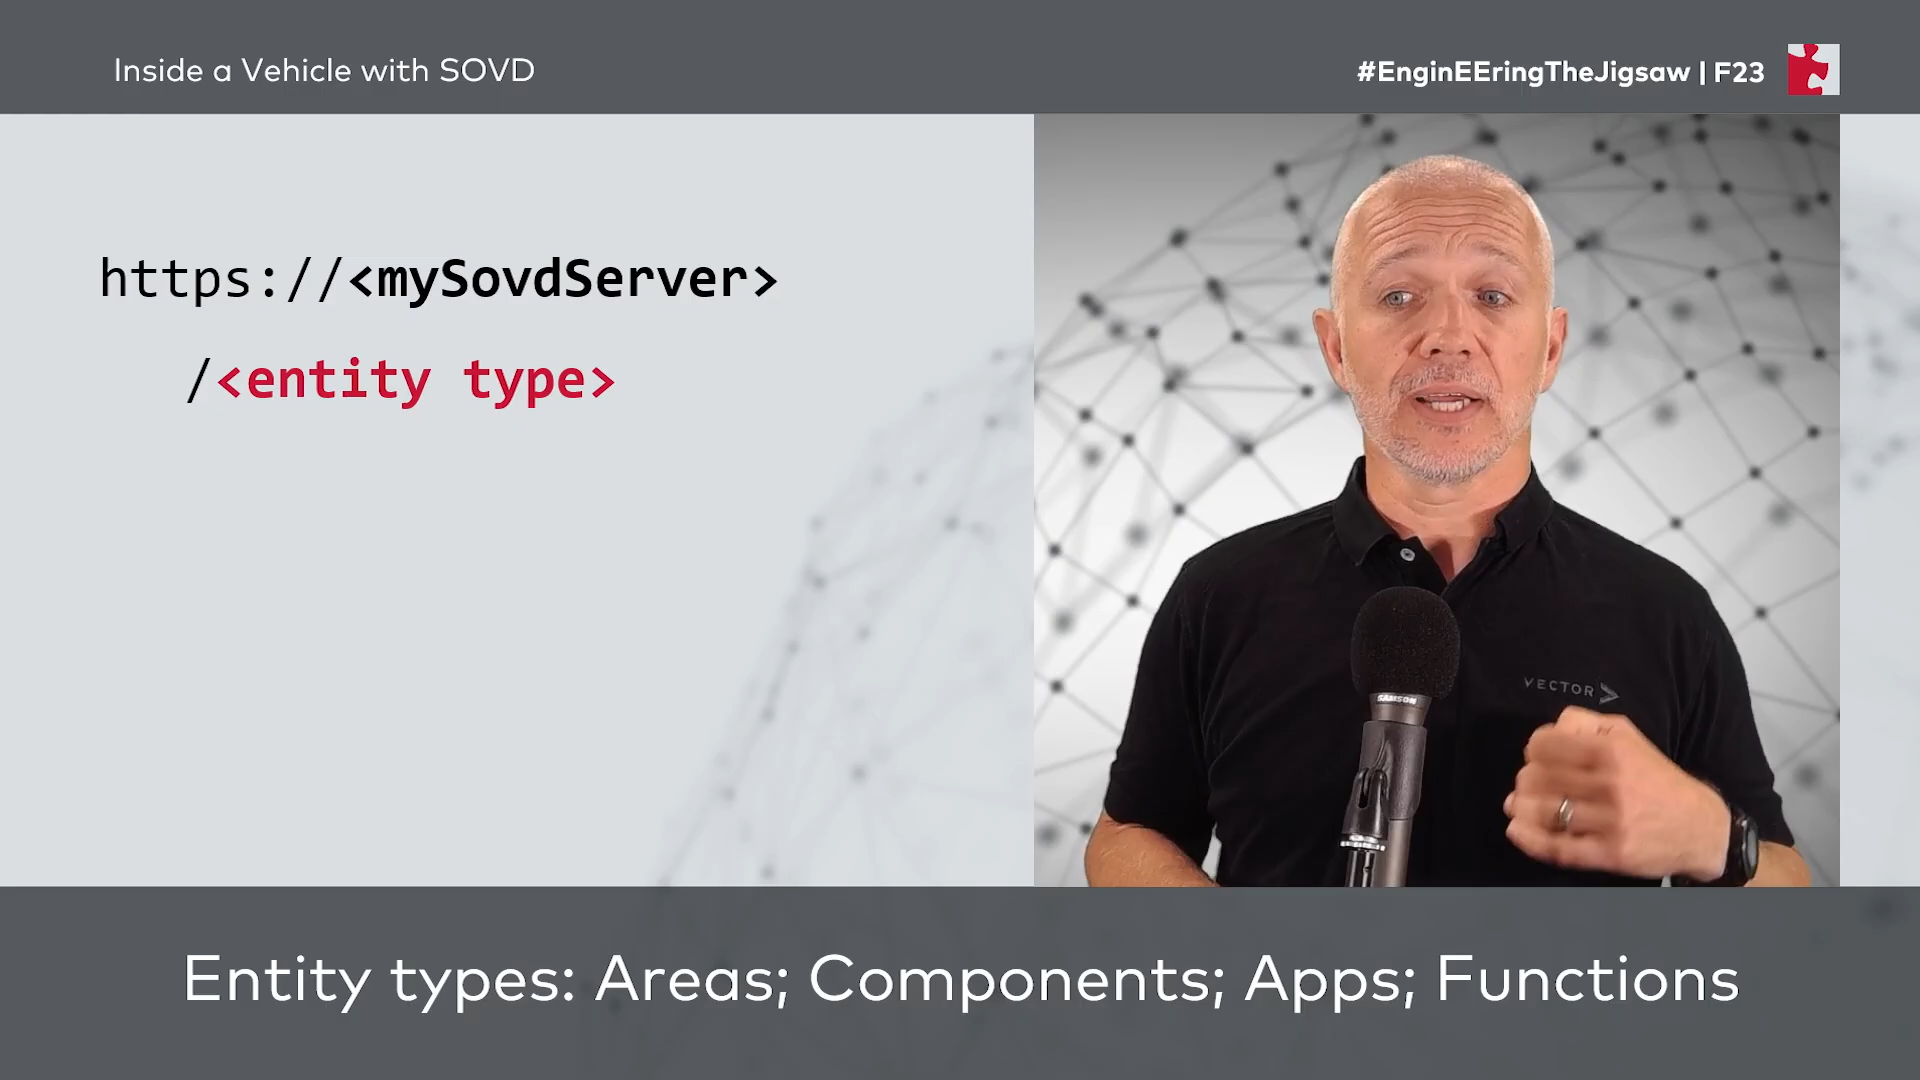 Inside a Vehicle with SOVD
#EnginEEringTheJigsaw | F23
https://<mySovdServer>
/<entity type>
SAMSON
VECTOR
Entity types: Areas; Components; Apps; Functions